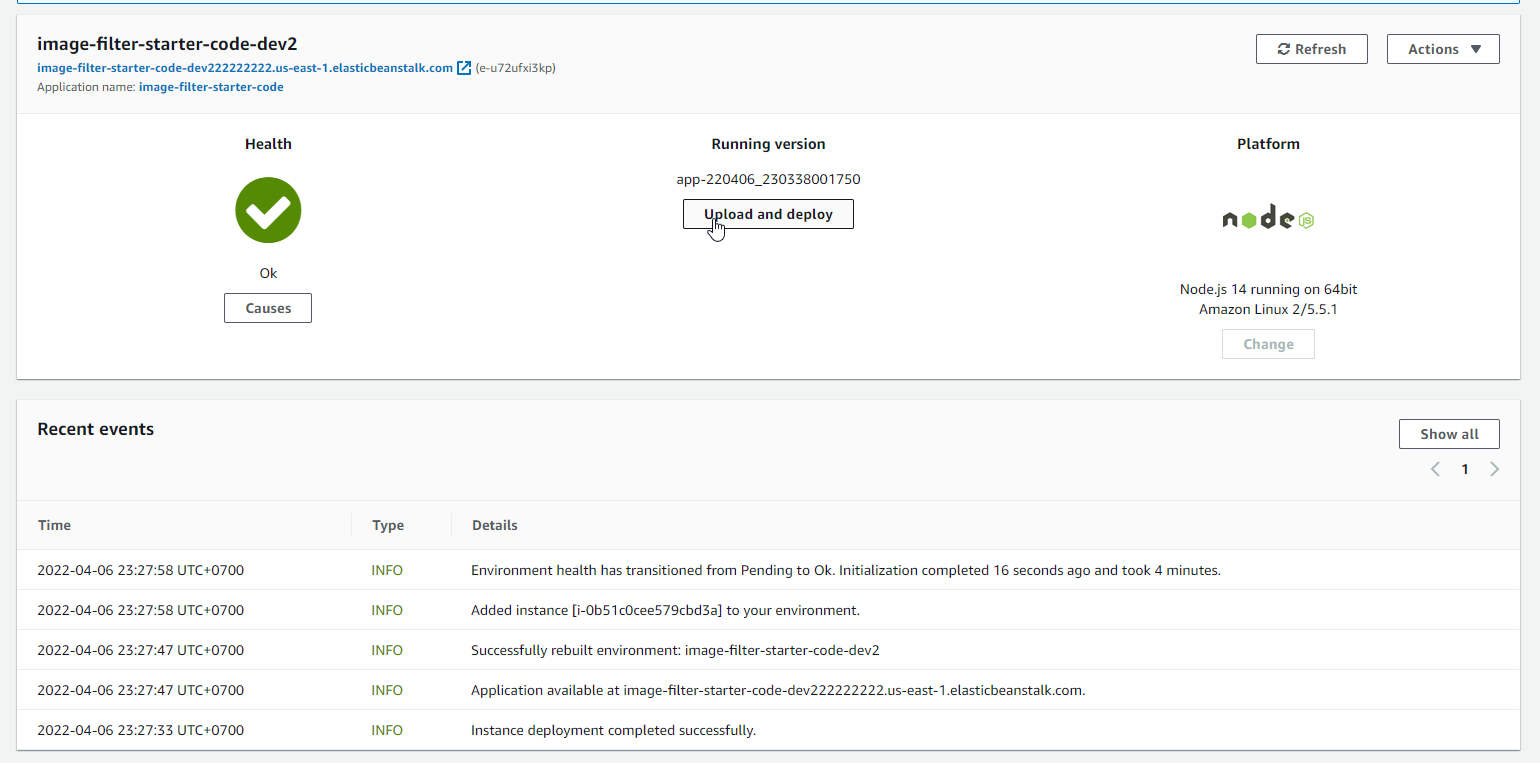 image-filter-starter-code-dev2
image-filter-starter-code-dev222222222.us-east-1.elasticbeanstalk.com (e-u72ufxi3kp)
Application name: image-filter-starter-code
Refresh
Actions
Health
Ok
Causes
Running version
app-220406_230338001750
Upload and deploy
Platform
node
JS
Node.js 14 running on 64bit
Amazon Linux 2/5.5.1
Change
Recent events
Show all
1
Time Type Details
2022-04-06 23:27:58 UTC+0700 INFO Environment health has transitioned from Pending to Ok. Initialization completed 16 seconds ago and took 4 minutes.
2022-04-06 23:27:58 UTC+0700 INFO Added instance [i-0b51c0cee579cbd3a] to your environment.
2022-04-06 23:27:47 UTC+0700 INFO Successfully rebuilt environment: image-filter-starter-code-dev2
2022-04-06 23:27:47 UTC+0700 INFO Application available at image-filter-starter-code-dev222222222.us-east-1.elasticbeanstalk.com.
2022-04-06 23:27:33 UTC+0700 INFO Instance deployment completed successfully.